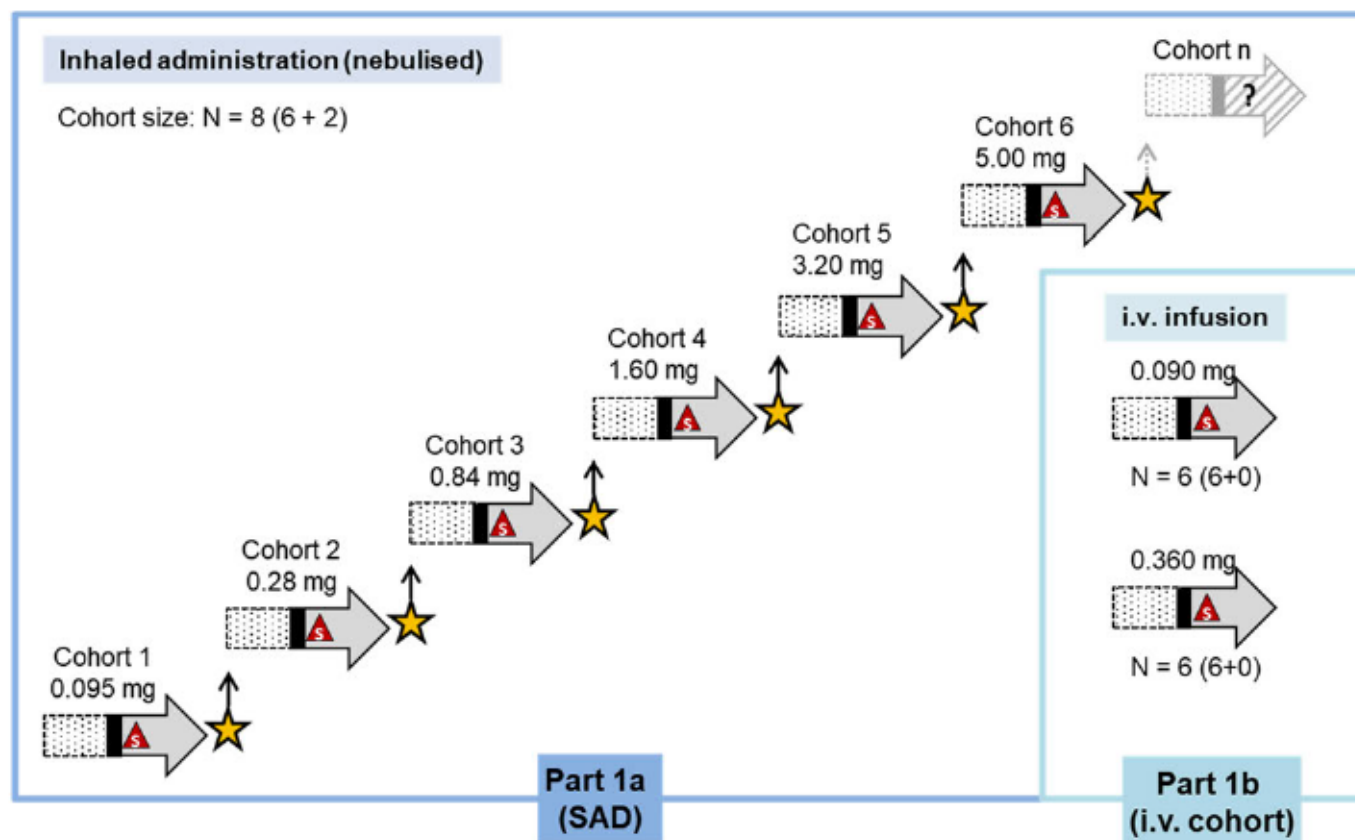 Inhaled administration (nebulised)
Cohort size: N = 8 (6 + 2)
Cohort n
?
Cohort 6
5.00 mg
S
Cohort 5
3.20 mg
S
Cohort 4
1.60 mg
S
Cohort 3
0.84 mg
S
Cohort 2
0.28 mg
S
Cohort 1
0.095 mg
S
i.v. infusion
0.090 mg
S
N = 6 (6+0)
0.360 mg
S
N = 6 (6+0)
Part 1a
(SAD)
Part 1b
(i.v. cohort)